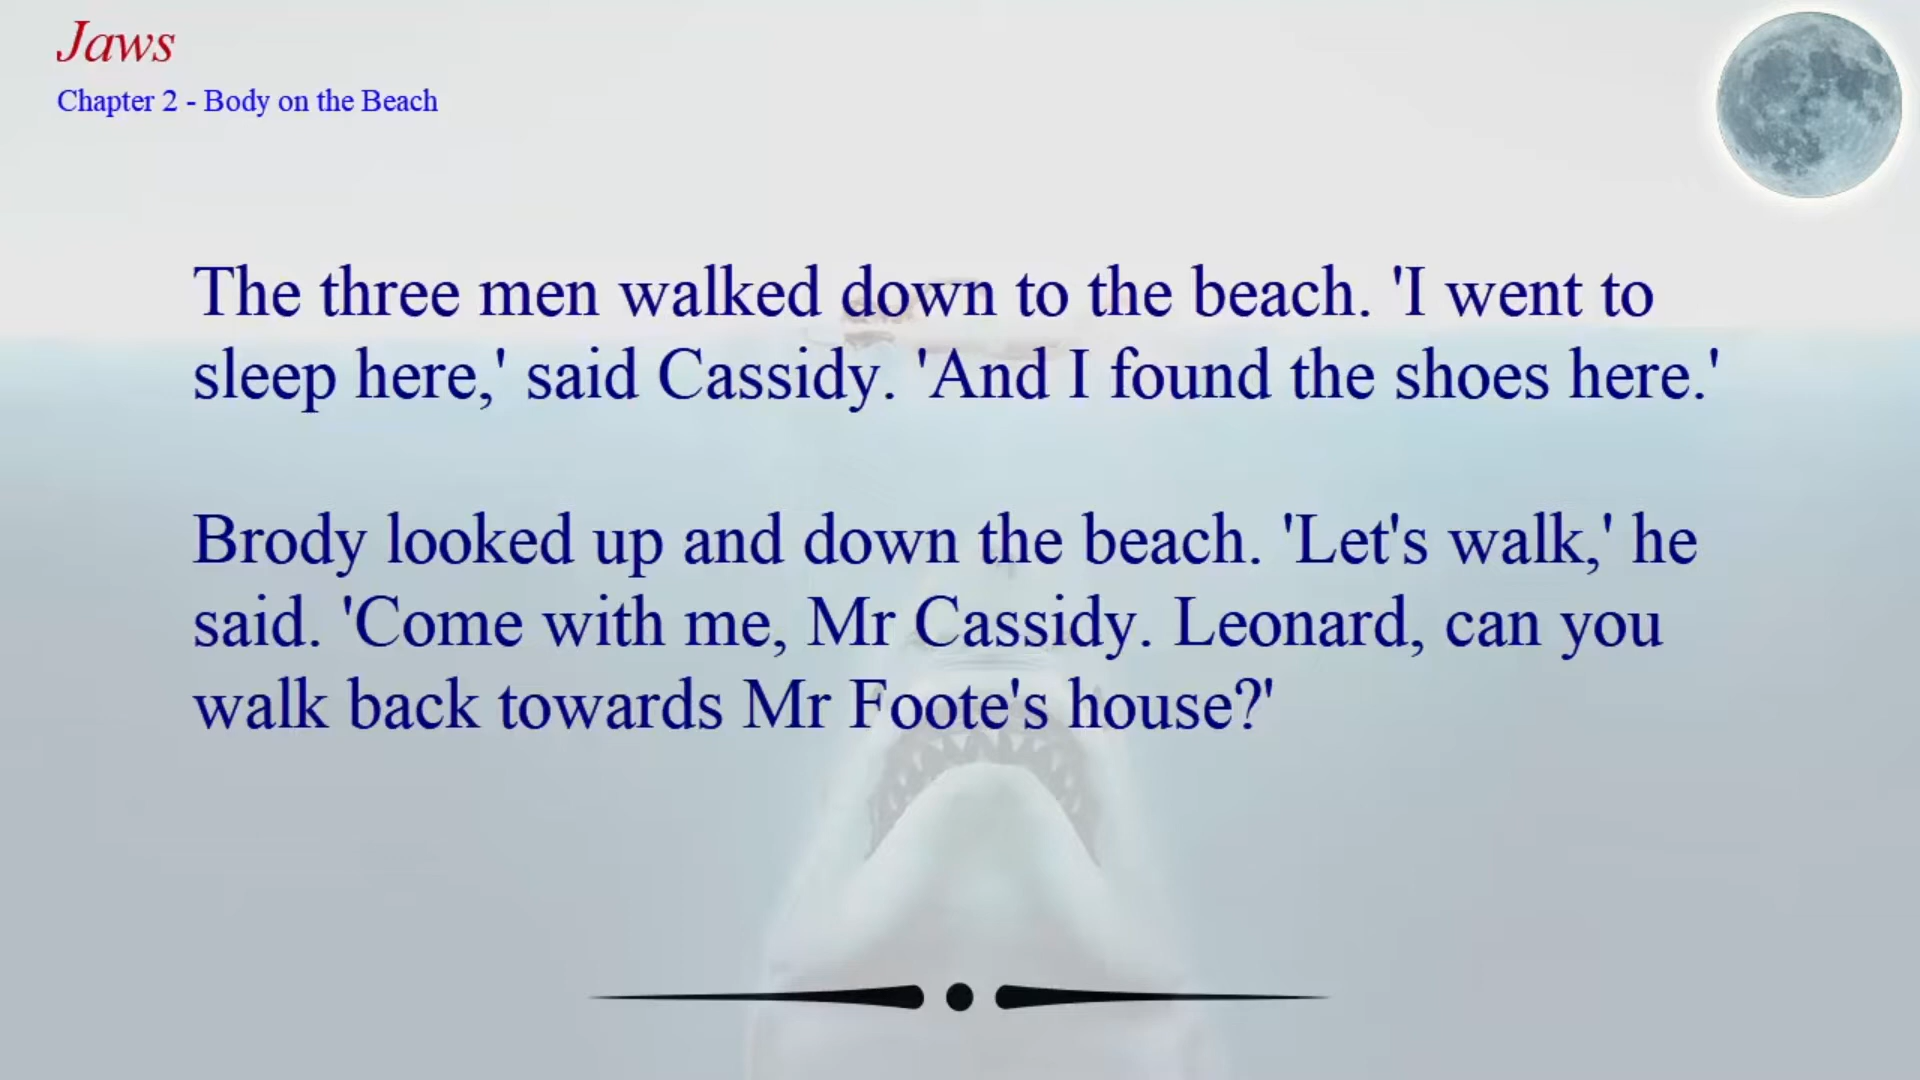 Jaws
Chapter 2 - Body on the Beach
The three men walked down to the beach. 'I went to
sleep here,' said Cassidy. 'And I found the shoes here.'
Brody looked up and down the beach. 'Let's walk,' he
said. 'Come with me, Mr Cassidy. Leonard, can you
walk back towards Mr Foote's house?'